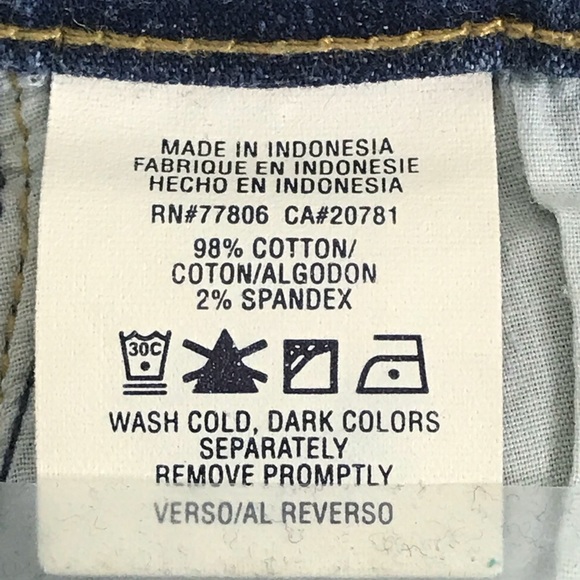 MADE IN INDONESIA
FABRIQUE EN INDONESIE
HECHO EN INDONESIA
RN#77806 CA#20781
98% COTTON/
COTON/ALGODON
2% SPANDEX
30C
WASH COLD, DARK COLORS
SEPARATELY
REMOVE PROMPTLY
VERSO/AL REVERSO